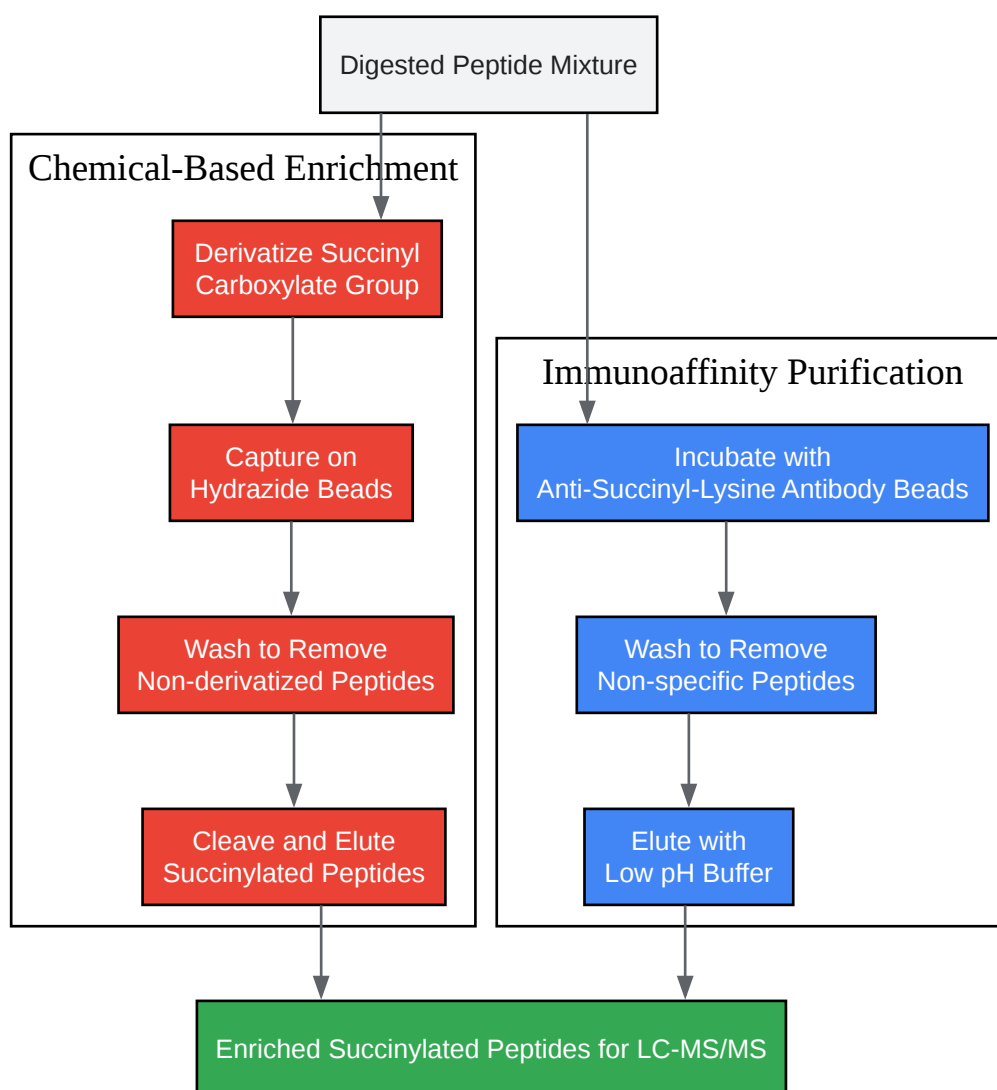 Digested Peptide Mixture
Chemical-Based Enrichment
Derivatize Succinyl
Carboxylate Group
Capture on
Hydrazide Beads
Wash to Remove
Non-derivatized Peptides
Cleave and Elute
Succinylated Peptides
Immunoaffinity Purification
Incubate with
Anti-Succinyl-Lysine Antibody Beads
Wash to Remove
Non-specific Peptides
Elute with
Low pH Buffer
Enriched Succinylated Peptides for LC-MS/MS